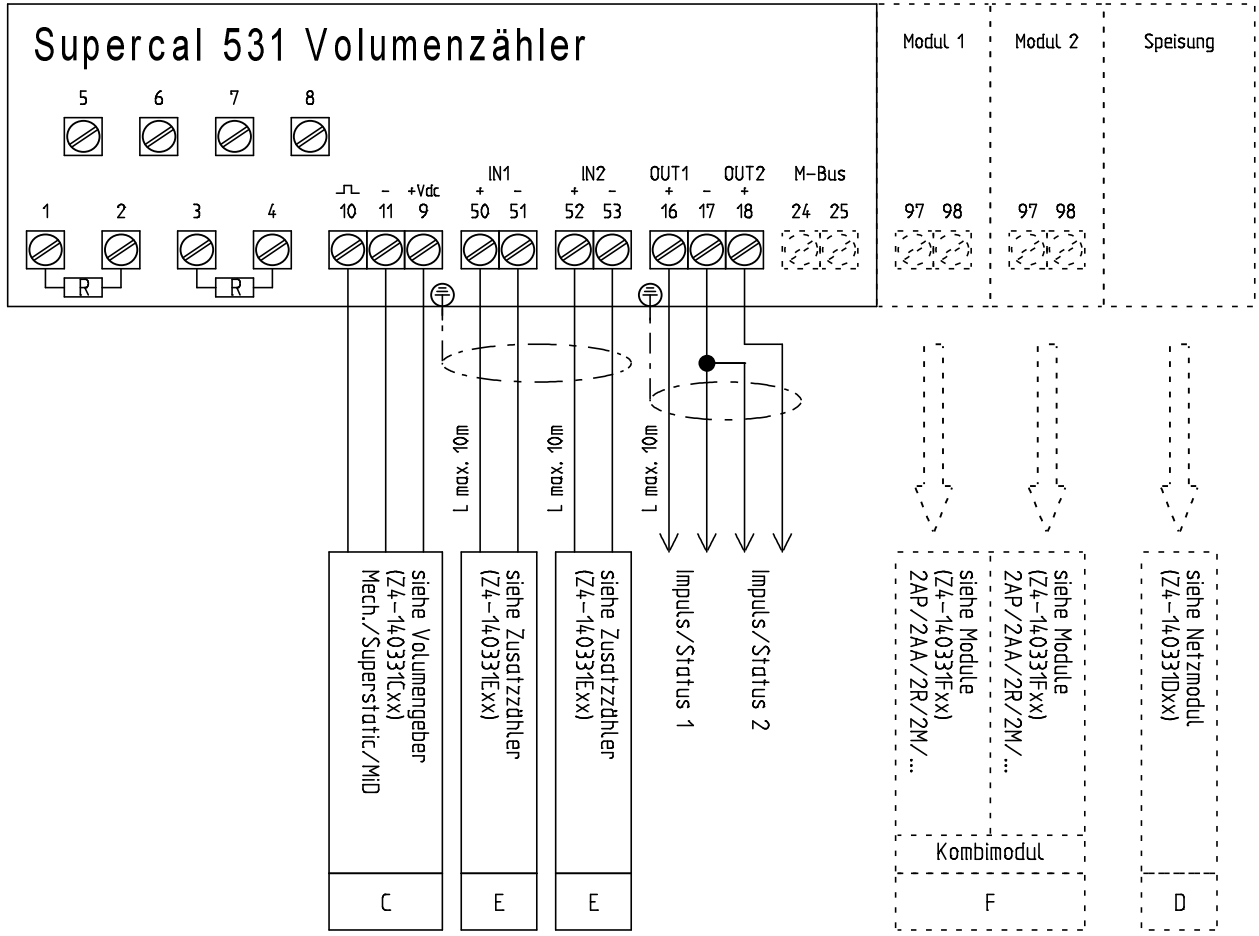 Supercal 531 Volumenzähler
Modul 1
Modul 2
Speisung
5 6 7 8
IN1 IN2 OUT1 OUT2 M-Bus
- +Vdc + - + - + - +
1 2 3 4 10 11 9 50 51 52 53 16 17 18 24 25 97 98 97 98
R R
L max. 10m
L max. 10m
L max. 10m
siehe Volumengeber
(Z4-140331Cxx)
Mech./Superstatic/MiD
C
siehe Zusatzzähler
(Z4-140331Exx)
E
siehe Zusatzzähler
(Z4-140331Exx)
E
Impuls/Status 1
Impuls/Status 2
siehe Module
(Z4-140331Fxx)
2AP/2AA/2R/2M/...
siehe Module
(Z4-140331Fxx)
2AP/2AA/2R/2M/...
Kombimodul
F
siehe Netzmodul
(Z4-140331Dxx)
D